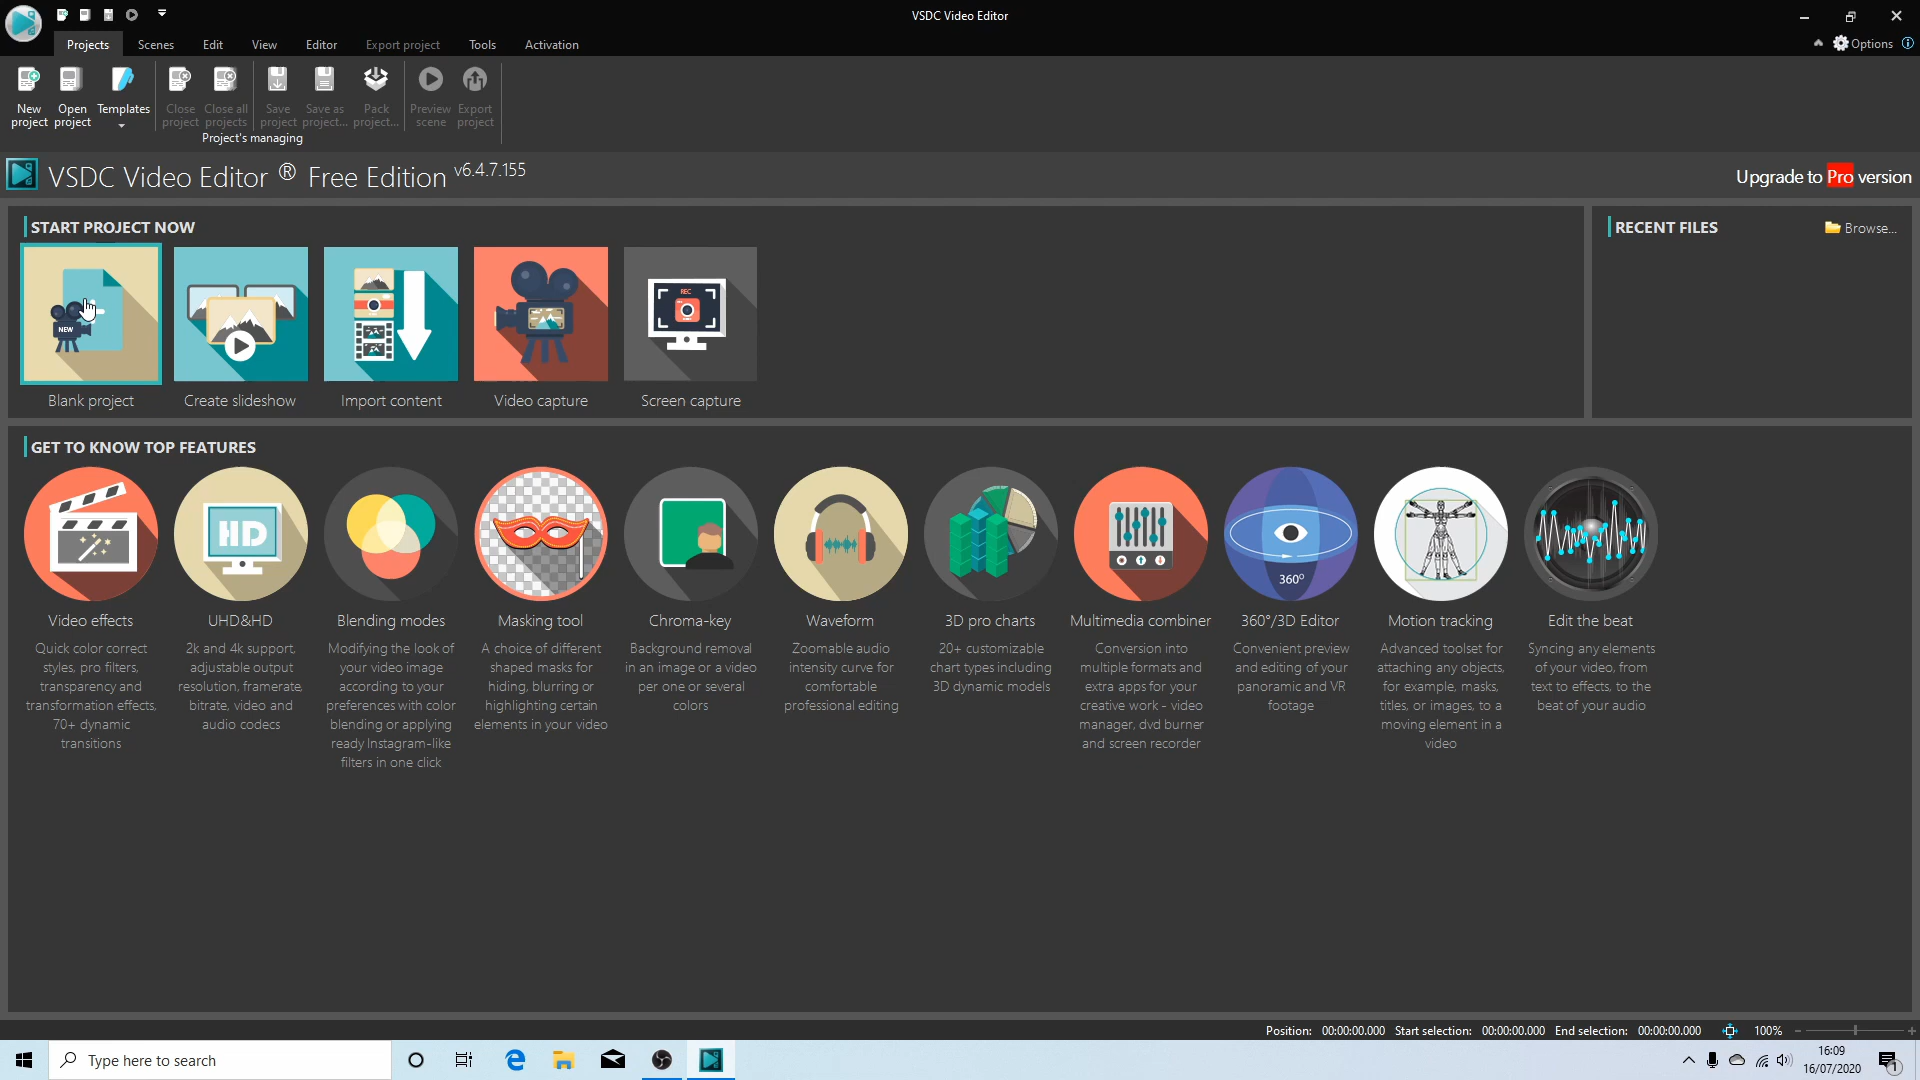 VSDC Video Editor
Projects Scenes Edit View Editor Export project Tools Activation
Options
New project
Open project
Templates
Close project
Close all projects
Save project
Save as project...
Pack project...
Preview scene
Export project
Project's managing
VSDC Video Editor ® Free Edition v6.4.7.155
Upgrade to Pro version
START PROJECT NOW
RECENT FILES
Browse...
NEW
REC
Blank project
Create slideshow
Import content
Video capture
Screen capture
GET TO KNOW TOP FEATURES
HD
360°
Video effects
Quick color correct
styles, pro filters,
transparency and
transformation effects,
70+ dynamic
transitions
UHD&HD
2k and 4k support,
adjustable output
resolution, framerate,
bitrate, video and
audio codecs
Blending modes
Modifying the look of
your video image
according to your
preferences with color
blending or applying
ready Instagram-like
filters in one click
Masking tool
A choice of different
shaped masks for
hiding, blurring or
highlighting certain
elements in your video
Chroma-key
Background removal
in an image or a video
per one or several
colors
Waveform
Zoomable audio
intensity curve for
comfortable
professional editing
3D pro charts
20+ customizable
chart types including
3D dynamic models
Multimedia combiner
Conversion into
multiple formats and
extra apps for your
creative work - video
manager, dvd burner
and screen recorder
360°/3D Editor
Convenient preview
and editing of your
panoramic and VR
footage
Motion tracking
Advanced toolset for
attaching any objects,
for example, masks,
titles, or images, to a
moving element in a
video
Edit the beat
Syncing any elements
of your video, from
text to effects, to the
beat of your audio
Position: 00:00:00.000 Start selection: 00:00:00.000 End selection: 00:00:00.000 100%
Type here to search
16:09
16/07/2020
1